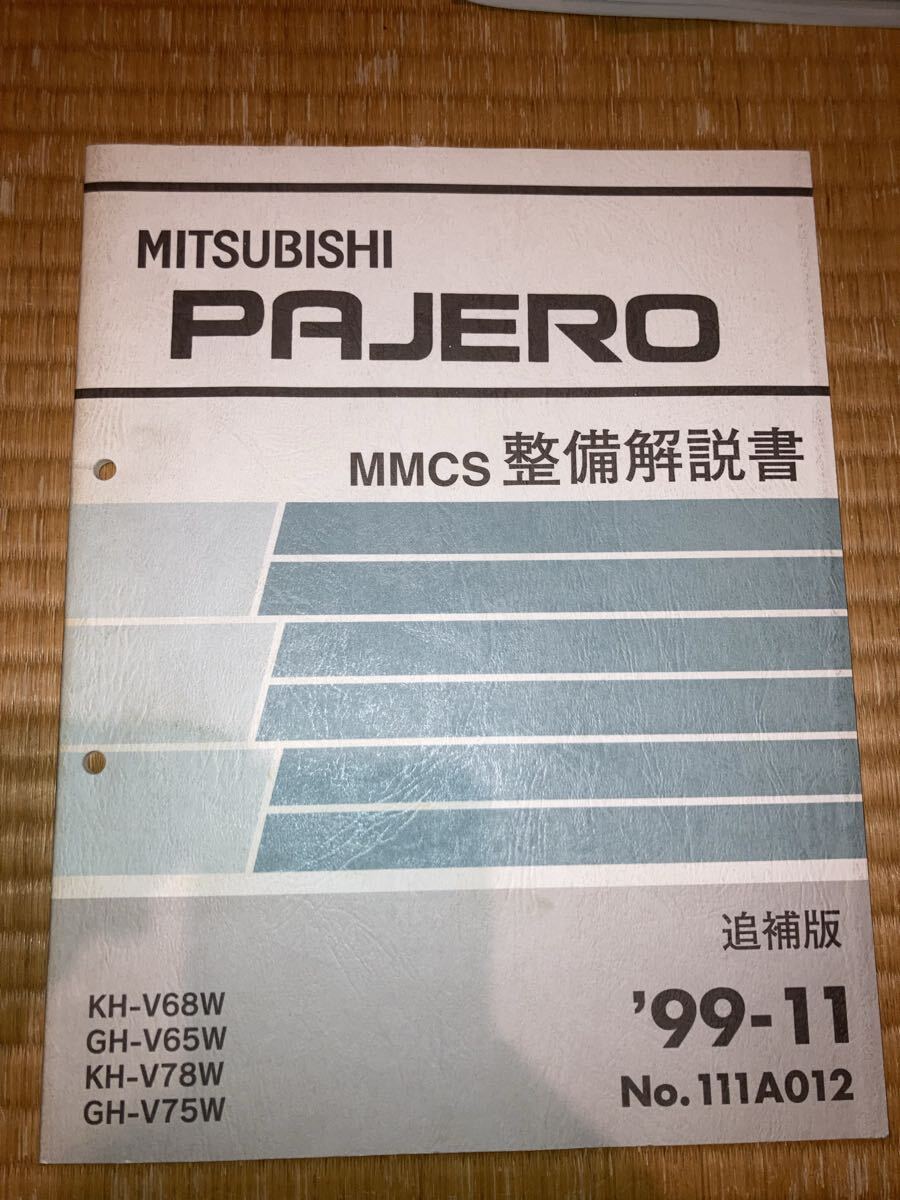 MITSUBISHI
PAJERO
MMCS 整備解説書
追補版
'99-11
No.111A012
KH-V68W
GH-V65W
KH-V78W
GH-V75W